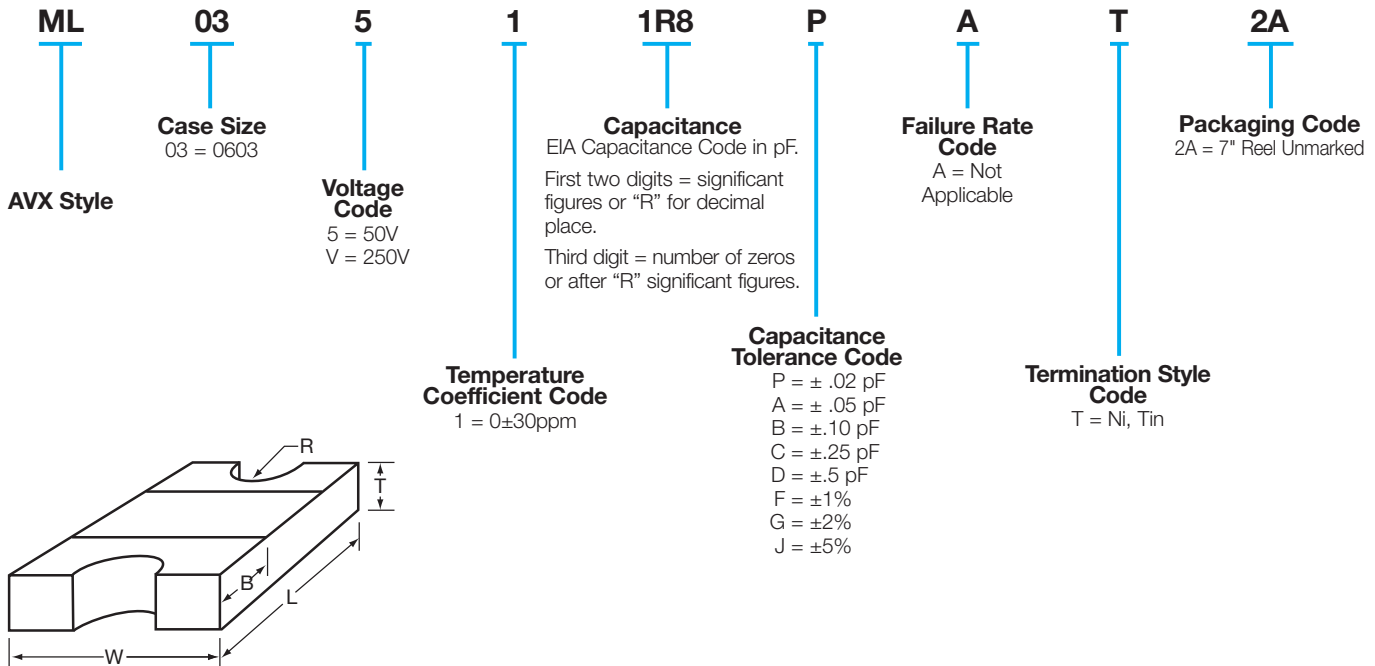 ML 03 5 1 1R8 P A T 2A
AVX Style
Case Size
03 = 0603
Voltage
Code
5 = 50V
V = 250V
Temperature
Coefficient Code
1 = 0±30ppm
Capacitance
EIA Capacitance Code in pF.
First two digits = significant
figures or “R” for decimal
place.
Third digit = number of zeros
or after “R” significant figures.
Capacitance
Tolerance Code
P = ± .02 pF
A = ± .05 pF
B = ±.10 pF
C = ±.25 pF
D = ±.5 pF
F = ±1%
G = ±2%
J = ±5%
Failure Rate
Code
A = Not
Applicable
Termination Style
Code
T = Ni, Tin
Packaging Code
2A = 7" Reel Unmarked
R
T
B
L
W